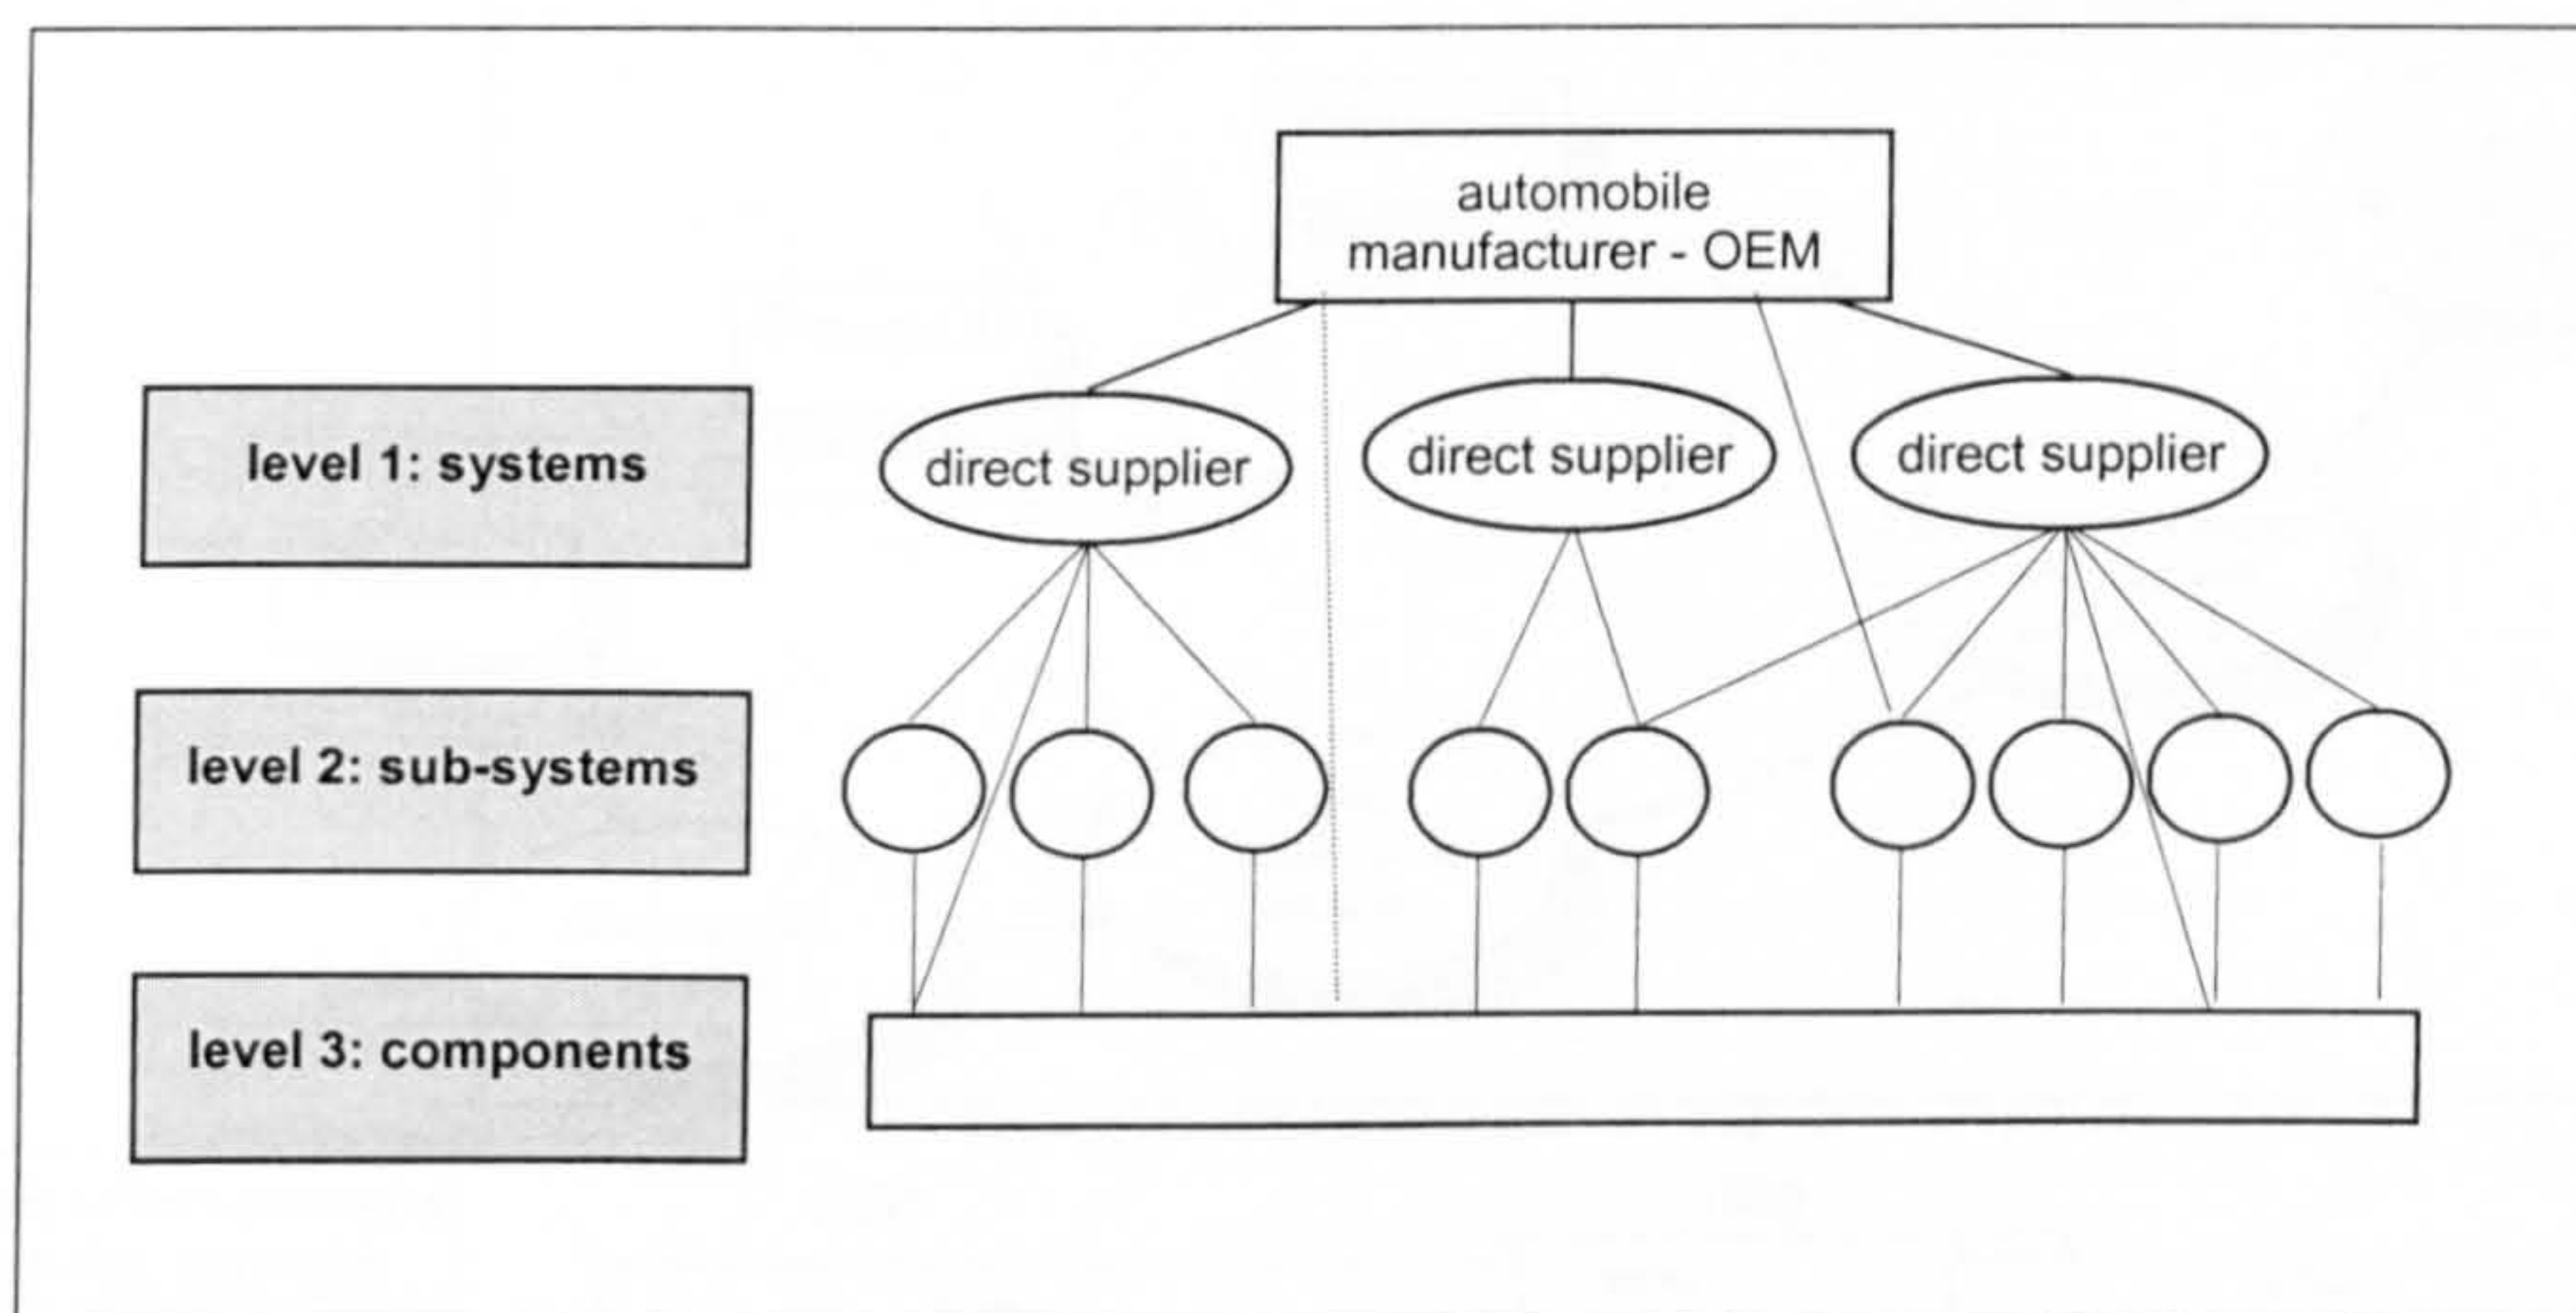 automobile
manufacturer - OEM
level 1: systems
direct supplier
direct supplier
direct supplier
level 2: sub-systems
level 3: components